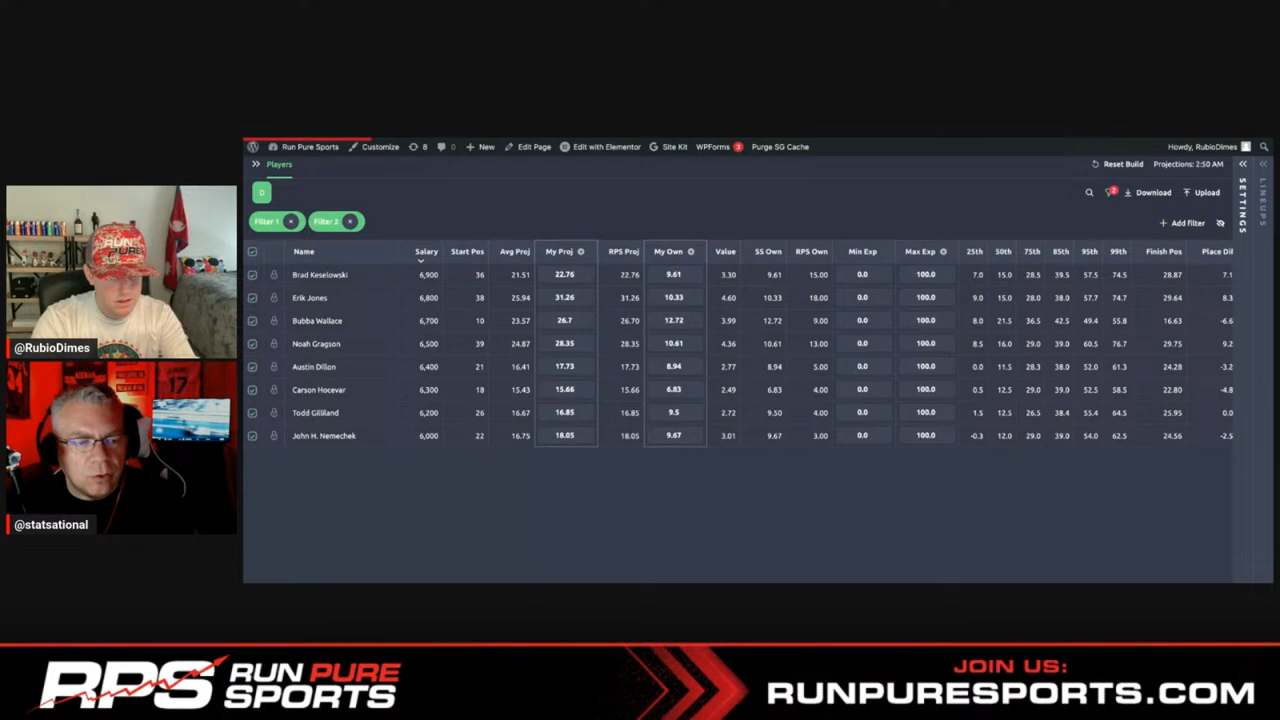 Run Pure Sports Customize 8 0 New Edit Page Edit with Elementor Site Kit WPForms 3 Purge SG Cache Howdy, RubioDimes
Players Reset Build Projections: 2:50 AM
D 2 Download Upload
Filter 1 × Filter 2 × + Add filter
SETTINGS
LINEUPS
Name Salary Start Pos Avg Proj My Proj RPS Proj My Own Value SS Own RPS Own Min Exp Max Exp 25th 50th 75th 85th 95th 99th Finish Pos Place Dif
Brad Keselowski 6,900 36 21.51 22.76 22.76 9.61 3.30 9.61 15.00 0.0 100.0 7.0 15.0 28.5 39.5 57.5 74.5 28.87 7.1
Erik Jones 6,800 38 25.94 31.26 31.26 10.33 4.60 10.33 18.00 0.0 100.0 9.0 15.0 28.0 38.0 57.7 74.7 29.64 8.3
Bubba Wallace 6,700 10 23.57 26.7 26.70 12.72 3.99 12.72 9.00 0.0 100.0 8.0 21.5 36.5 42.5 49.4 55.8 16.63 -6.6
Noah Gragson 6,500 39 24.87 28.35 28.35 10.61 4.36 10.61 13.00 0.0 100.0 8.5 16.0 29.0 39.0 60.5 76.7 29.75 9.2
Austin Dillon 6,400 21 16.41 17.73 17.73 8.94 2.77 8.94 5.00 0.0 100.0 0.0 11.5 28.3 38.0 52.0 61.3 24.28 -3.2
Carson Hocevar 6,300 18 15.43 15.66 15.66 6.83 2.49 6.83 4.00 0.0 100.0 0.5 12.5 29.0 39.0 52.5 58.5 22.80 -4.8
Todd Gilliland 6,200 26 16.67 16.85 16.85 9.5 2.72 9.50 4.00 0.0 100.0 1.5 12.5 26.5 38.4 55.4 64.5 25.95 0.0
John H. Nemechek 6,000 22 16.75 18.05 18.05 9.67 3.01 9.67 3.00 0.0 100.0 -0.3 12.0 29.0 39.0 54.0 62.5 24.56 -2.5
RUN
PURE
@RubioDimes
17
@statsational
RPS RUN PURE
SPORTS
JOIN US:
RUNPURESPORTS.COM